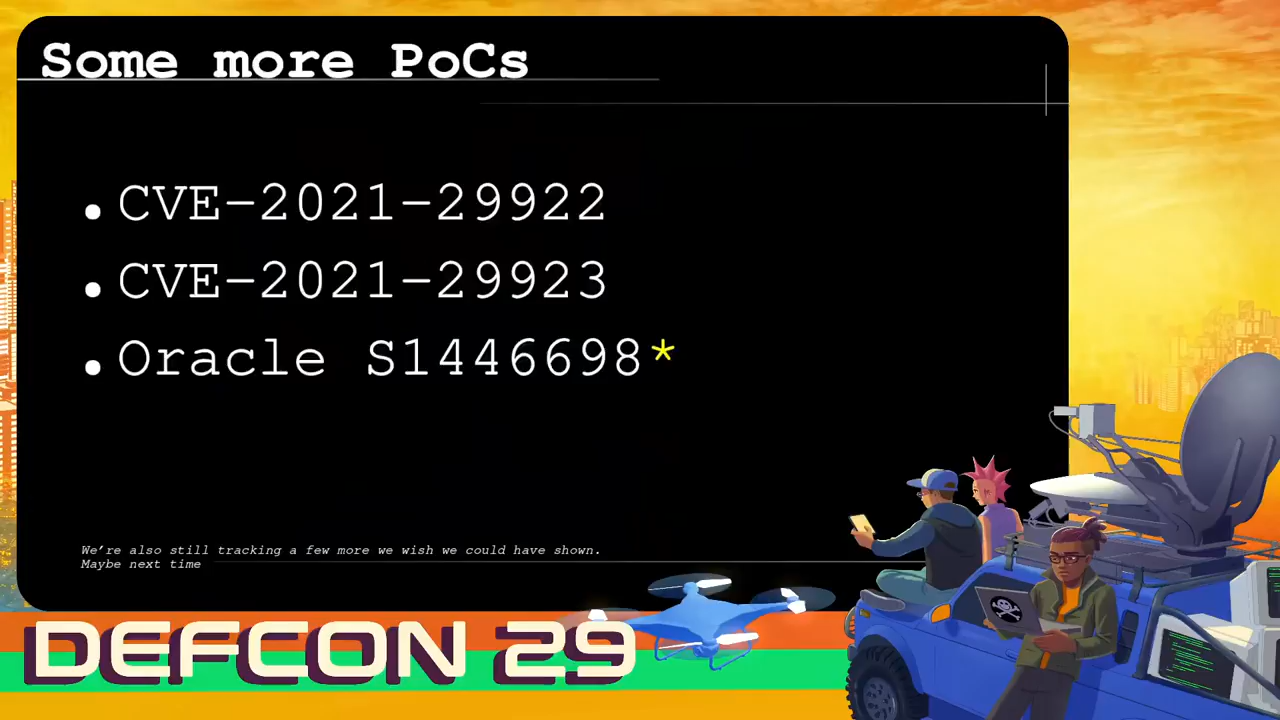 Some more PoCs
• CVE-2021-29922
• CVE-2021-29923
• Oracle S1446698*
We're also still tracking a few more we wish we could have shown.
Maybe next time
DEFCON 29